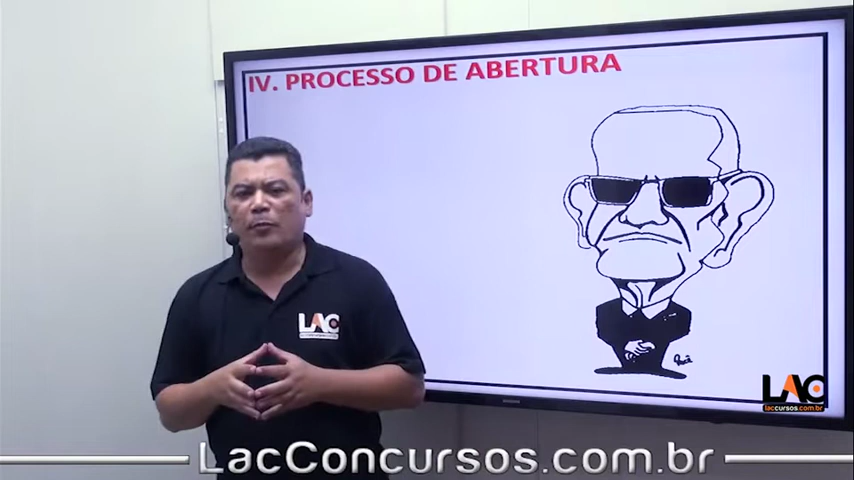 IV. PROCESSO DE ABERTURA
LAC
LAC
laccursos.com.br
LacConcursos.com.br